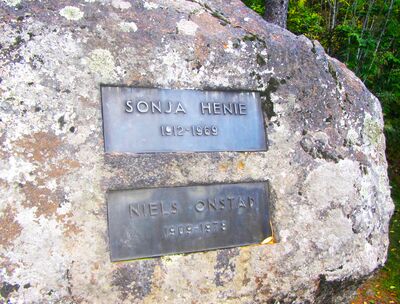 SONJA HENIE
1912-1969
NIELS ONSTAD
1909-1978